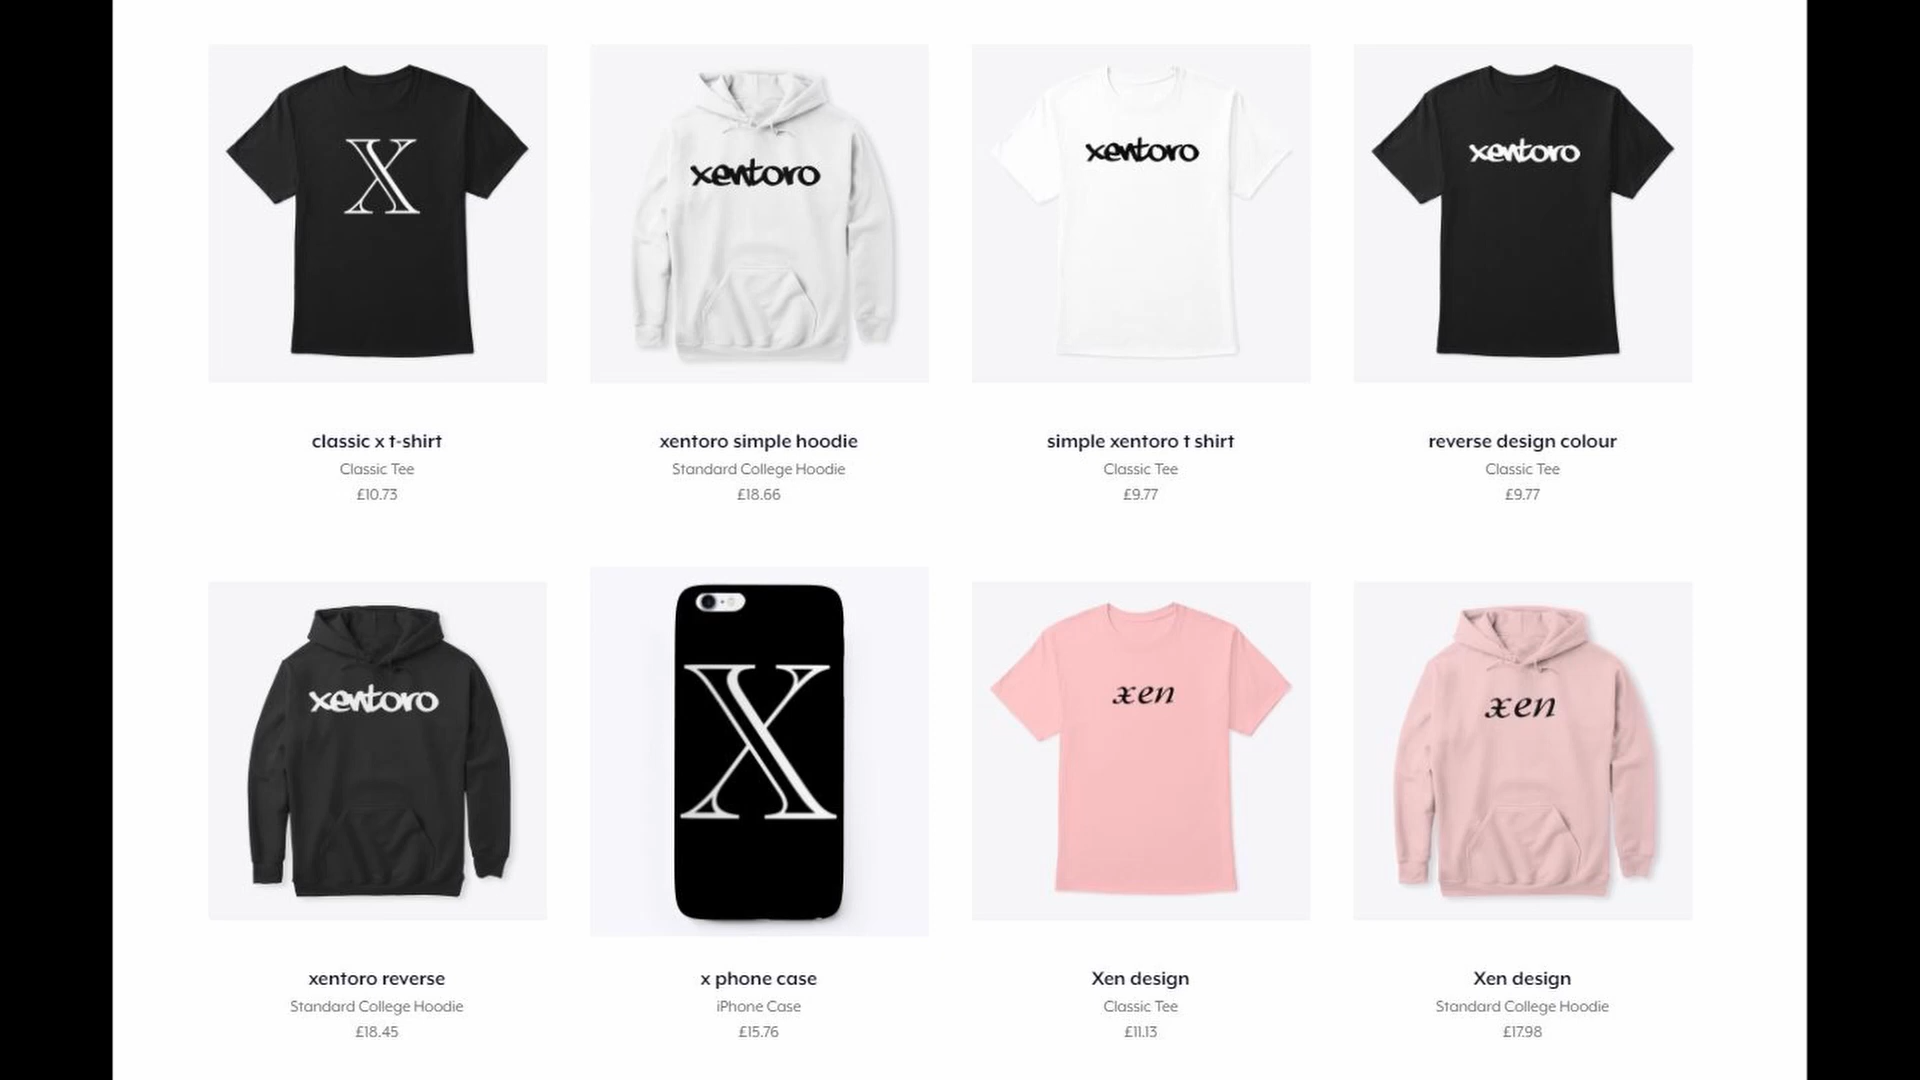 X
xentoro
xentoro
xentoro
classic x t-shirt
Classic Tee
£10.73
xentoro simple hoodie
Standard College Hoodie
£18.66
simple xentoro t shirt
Classic Tee
£9.77
reverse design colour
Classic Tee
£9.77
xentoro
X
xen
xen
xentoro reverse
Standard College Hoodie
£18.45
x phone case
iPhone Case
£15.76
Xen design
Classic Tee
£11.13
Xen design
Standard College Hoodie
£17.98